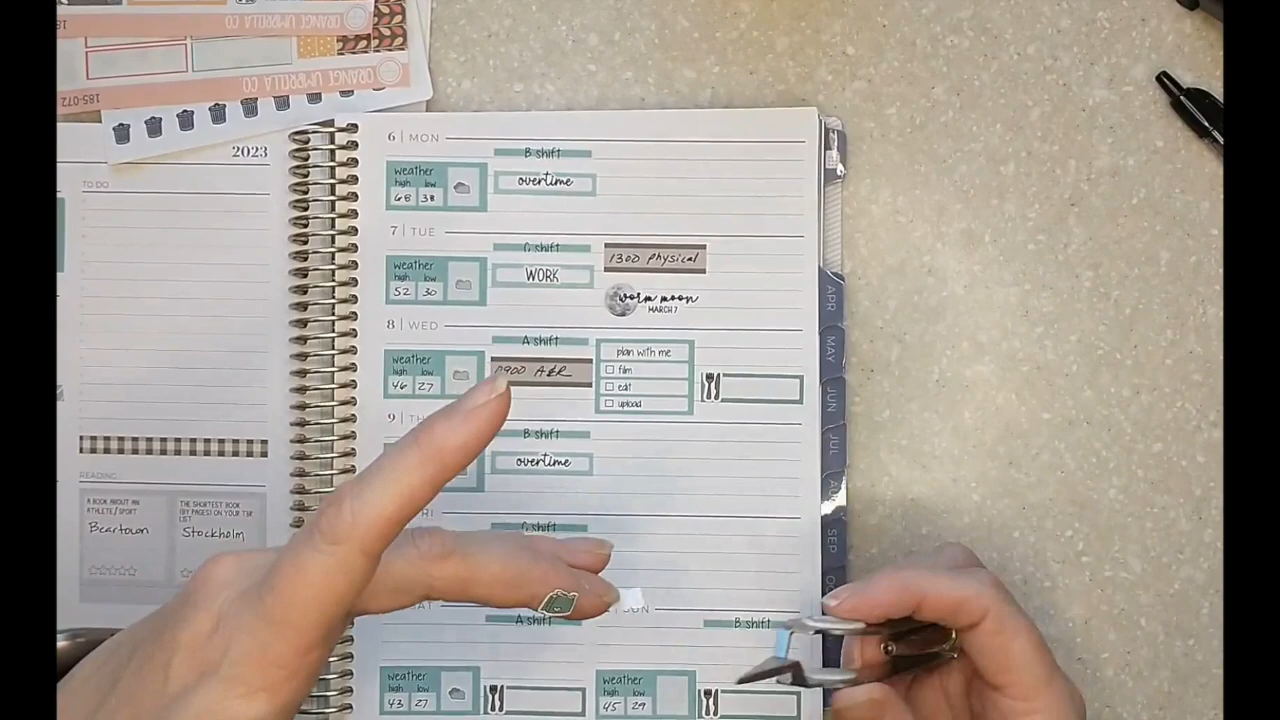 ORANGE UMBRELLA CO
ORANGE UMBRELLA CO
185-072
2023
TO DO
READING
A BOOK ABOUT AN
ATHLETE/SPORT
Beartown
THE SHORTEST BOOK
(BY PAGES) ON YOUR TBR
LIST
Stockholm
6 | MON
B shift
weather
high low
68 38
overtime
7 | TUE
C shift
weather
high low
52 30
WORK
1300 Physical
worm moon
MARCH 7
8 | WED
A shift
weather
high low
46 27
0900 A&R
plan with me
film
edit
upload
9
B shift
overtime
C shift
A shift
weather
high low
43 27
SUN
B shift
weather
high low
45 29
APR
MAY
JUN
JUL
SEP